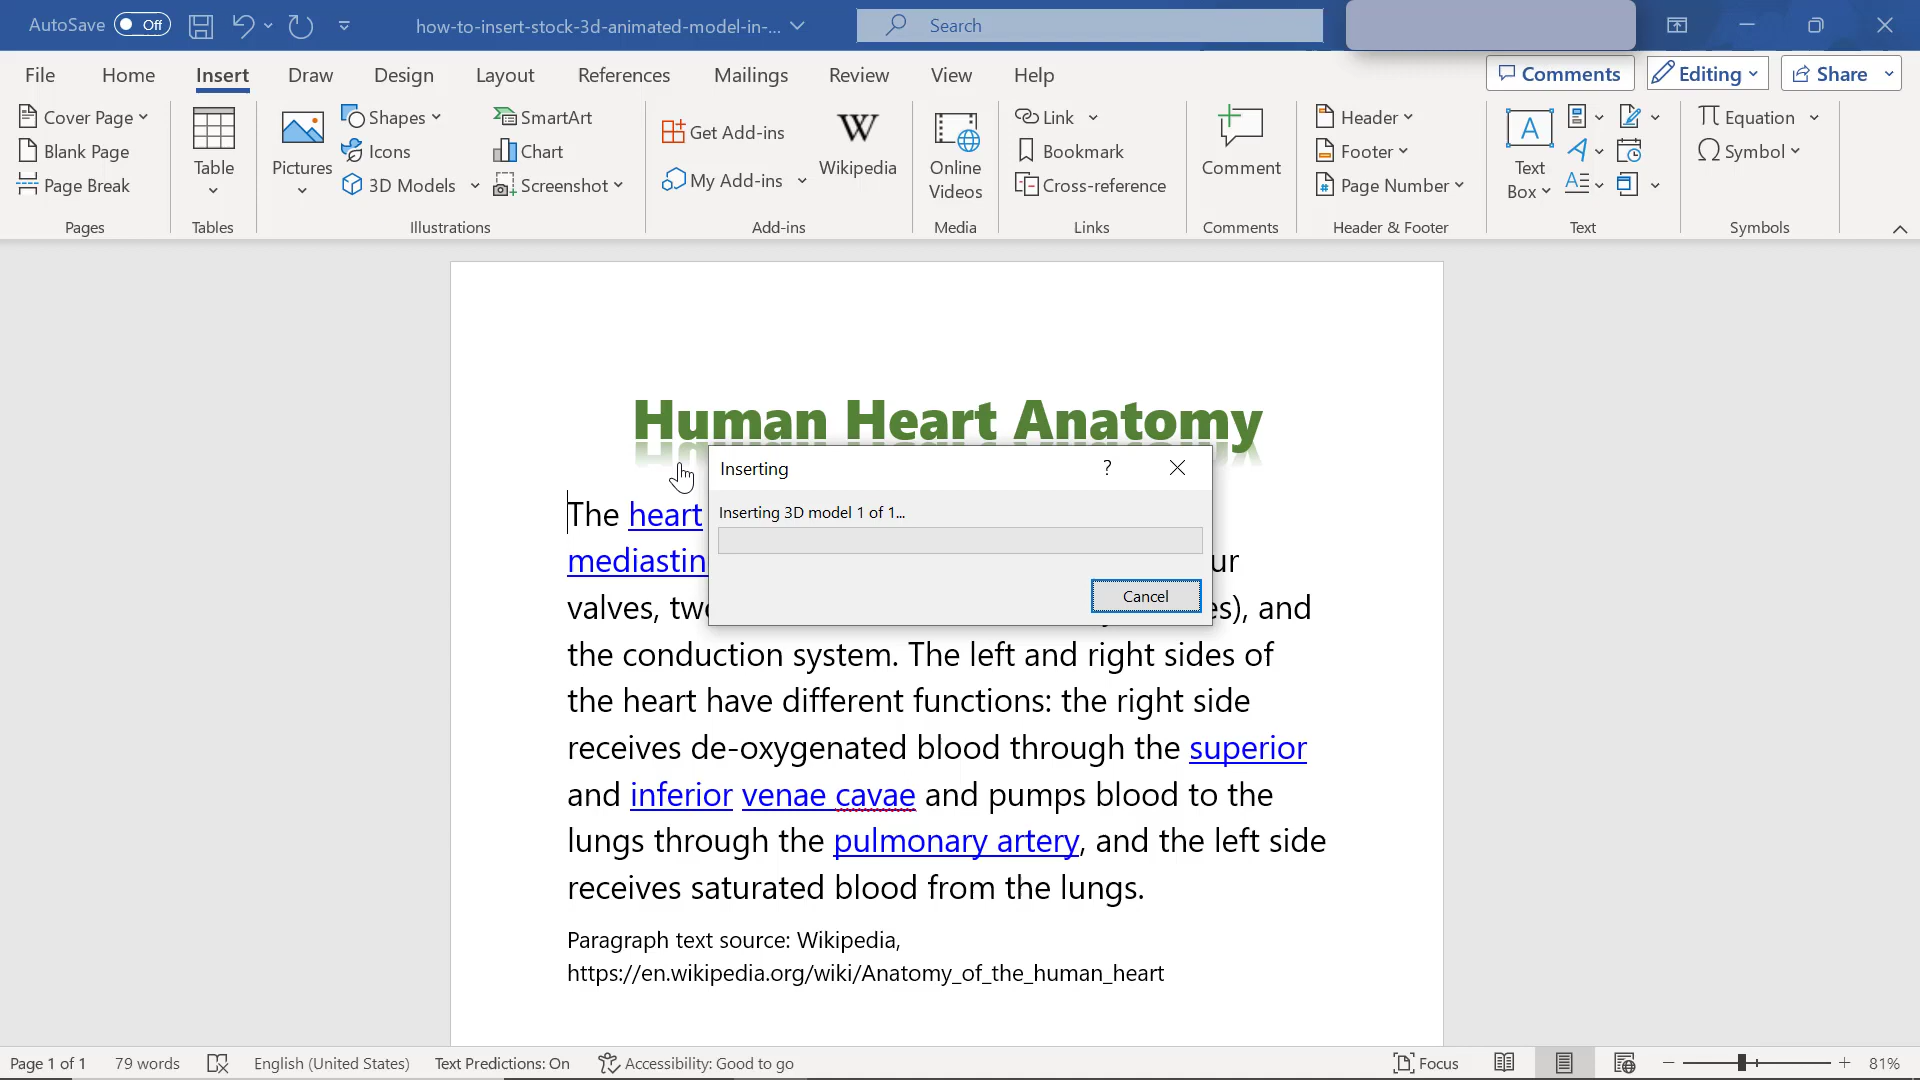 AutoSave Off how-to-insert-stock-3d-animated-model-in-... Search
File Home Insert Draw Design Layout References Mailings Review View Help Comments Editing Share
Cover Page
Blank Page
Page Break
Pages
Table
Tables
Pictures
Shapes
Icons
3D Models
SmartArt
Chart
Screenshot
Illustrations
Get Add-ins
My Add-ins
Wikipedia
Add-ins
Online
Videos
Media
Link
Bookmark
Cross-reference
Links
Comment
Comments
Header
Footer
Page Number
Header & Footer
Text
Box
Text
Equation
Symbol
Symbols
Human Heart Anatomy
Inserting
Inserting 3D model 1 of 1...
Cancel
The heart
mediastin ur
valves, tw es), and
the conduction system. The left and right sides of
the heart have different functions: the right side
receives de-oxygenated blood through the superior
and inferior venae cavae and pumps blood to the
lungs through the pulmonary artery, and the left side
receives saturated blood from the lungs.
Paragraph text source: Wikipedia,
https://en.wikipedia.org/wiki/Anatomy_of_the_human_heart
Page 1 of 1 79 words English (United States) Text Predictions: On Accessibility: Good to go Focus 81%